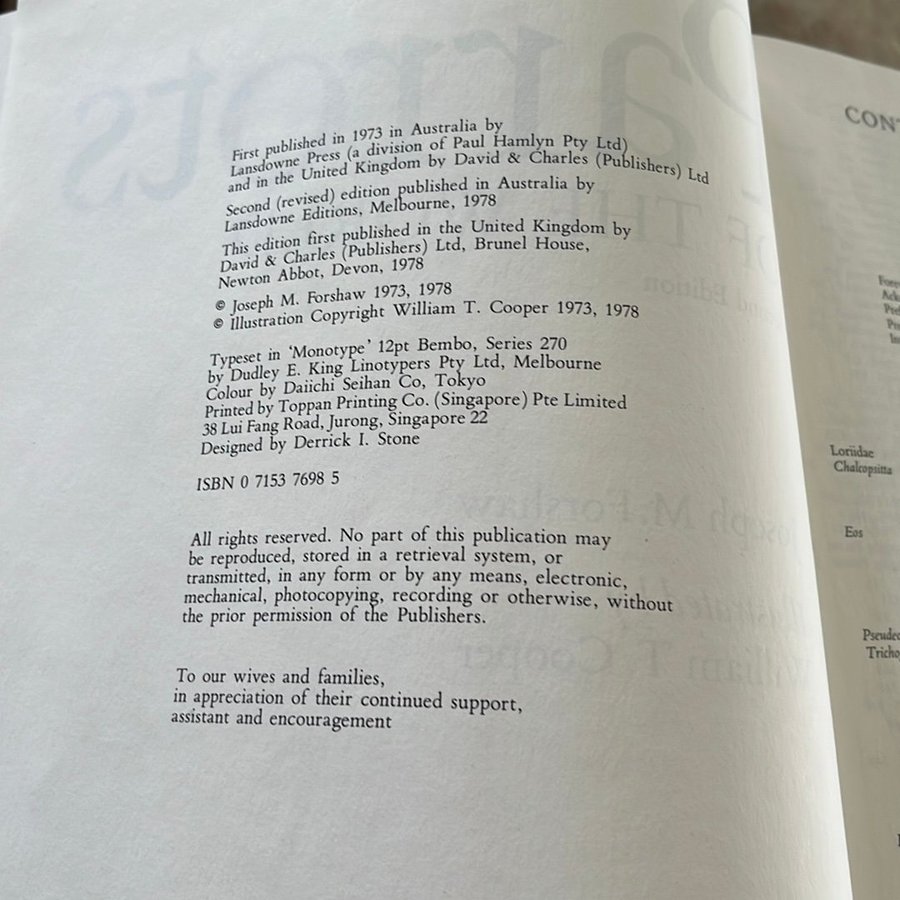 First published in 1973 in Australia by
Lansdowne Press (a division of Paul Hamlyn Pty Ltd)
and in the United Kingdom by David & Charles (Publishers) Ltd
Second (revised) edition published in Australia by
Lansdowne Editions, Melbourne, 1978
This edition first published in the United Kingdom by
David & Charles (Publishers) Ltd, Brunel House,
Newton Abbot, Devon, 1978
© Joseph M. Forshaw 1973, 1978
© Illustration Copyright William T. Cooper 1973, 1978
Typeset in ‘Monotype’ 12pt Bembo, Series 270
by Dudley E. King Linotypers Pty Ltd, Melbourne
Colour by Daiichi Seihan Co, Tokyo
Printed by Toppan Printing Co. (Singapore) Pte Limited
38 Lui Fang Road, Jurong, Singapore 22
Designed by Derrick I. Stone
ISBN 0 7153 7698 5
All rights reserved. No part of this publication may
be reproduced, stored in a retrieval system, or
transmitted, in any form or by any means, electronic,
mechanical, photocopying, recording or otherwise, without
the prior permission of the Publishers.
To our wives and families,
in appreciation of their continued support,
assistant and encouragement
CONT
Loriidae
Chalcopsitta
Eos